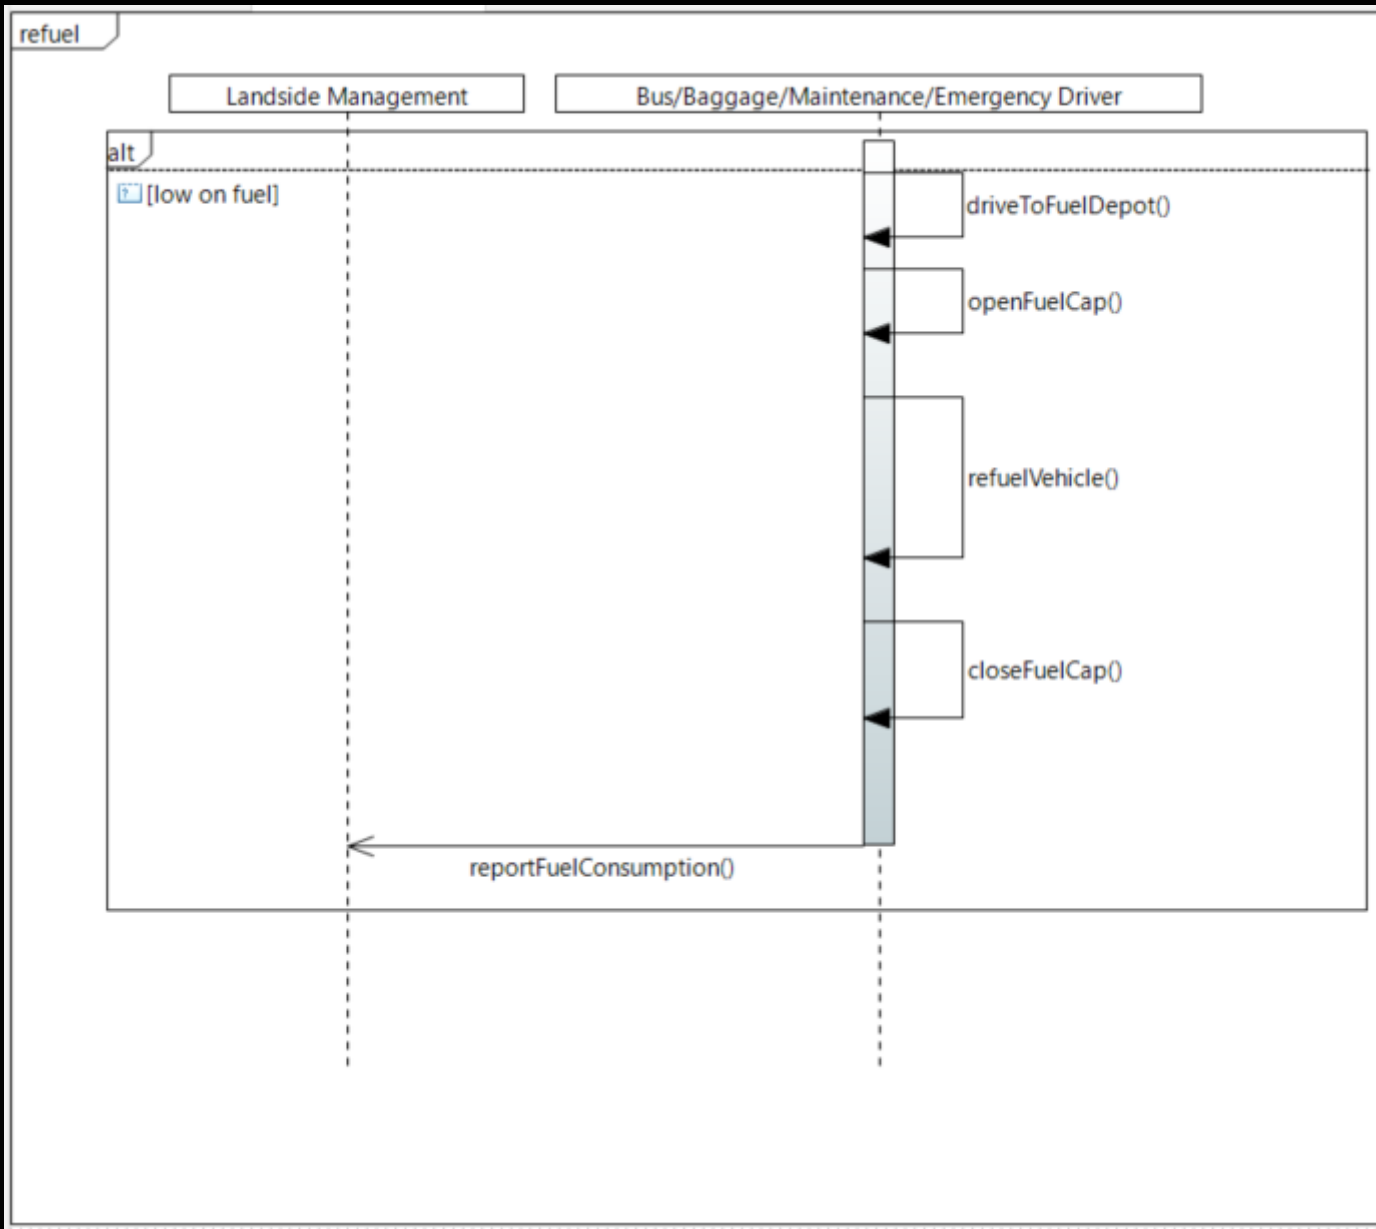 refuel
Landside Management
Bus/Baggage/Maintenance/Emergency Driver
alt
[low on fuel]
driveToFuelDepot()
openFuelCap()
refuelVehicle()
closeFuelCap()
reportFuelConsumption()